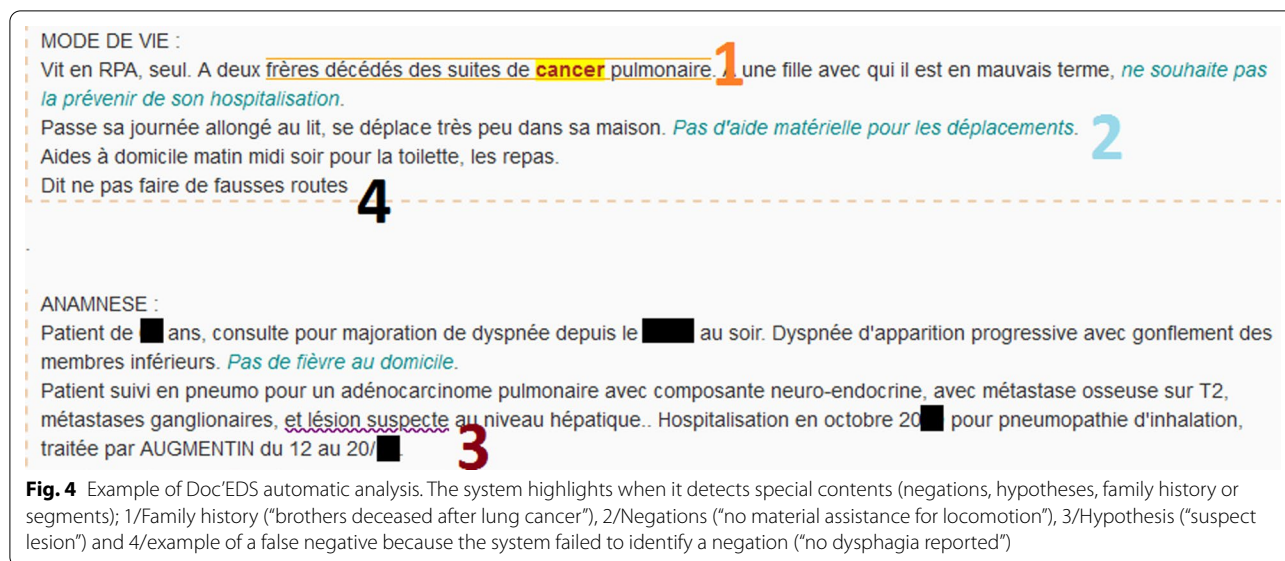 MODE DE VIE :
Vit en RPA, seul. A deux frères décédés des suites de cancer pulmonaire. A une fille avec qui il est en mauvais terme, ne souhaite pas
la prévenir de son hospitalisation.
Passe sa journée allongé au lit, se déplace très peu dans sa maison. Pas d'aide matérielle pour les déplacements.
Aides à domicile matin midi soir pour la toilette, les repas.
Dit ne pas faire de fausses routes
1
2
4
.
ANAMNESE :
Patient de ans, consulte pour majoration de dyspnée depuis le au soir. Dyspnée d'apparition progressive avec gonflement des
membres inférieurs. Pas de fièvre au domicile.
Patient suivi en pneumo pour un adénocarcinome pulmonaire avec composante neuro-endocrine, avec métastase osseuse sur T2,
métastases ganglionaires, et lésion suspecte au niveau hépatique.. Hospitalisation en octobre 20 pour pneumopathie d'inhalation,
traitée par AUGMENTIN du 12 au 20/ .
3
Fig. 4 Example of Doc'EDS automatic analysis. The system highlights when it detects special contents (negations, hypotheses, family history or
segments); 1/Family history (“brothers deceased after lung cancer”), 2/Negations (“no material assistance for locomotion”), 3/Hypothesis (“suspect
lesion”) and 4/example of a false negative because the system failed to identify a negation (“no dysphagia reported”)